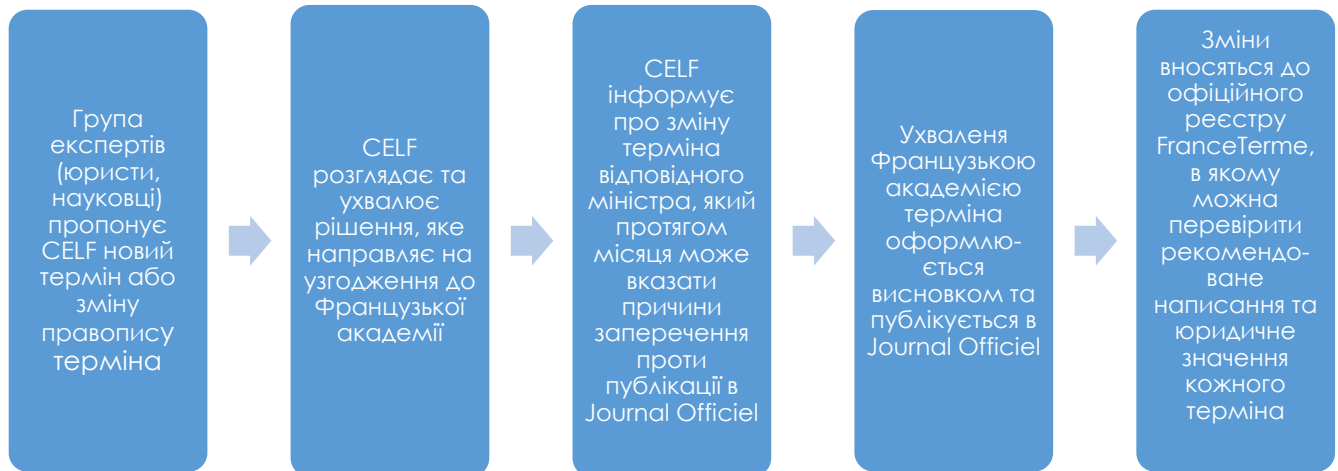 Група
експертів
(юристи,
науковці)
пропонує
CELF новий
термін або
зміну
правопису
терміна
CELF
розглядає та
ухвалює
рішення, яке
направляє на
узгодження до
Французької
академії
CELF
інформує
про зміну
терміна
відповідного
міністра, який
протягом
місяця може
вказати
причини
заперечення
проти
публікації в
Journal Officiel
Ухваленя
Французькою
академією
терміна
оформлю-
ється
висновком та
публікується в
Journal Officiel
Зміни
вносяться до
офіційного
реєстру
FranceTerme,
в якому
можна
перевірити
рекомендо-
ване
написання та
юридичне
значення
кожного
терміна